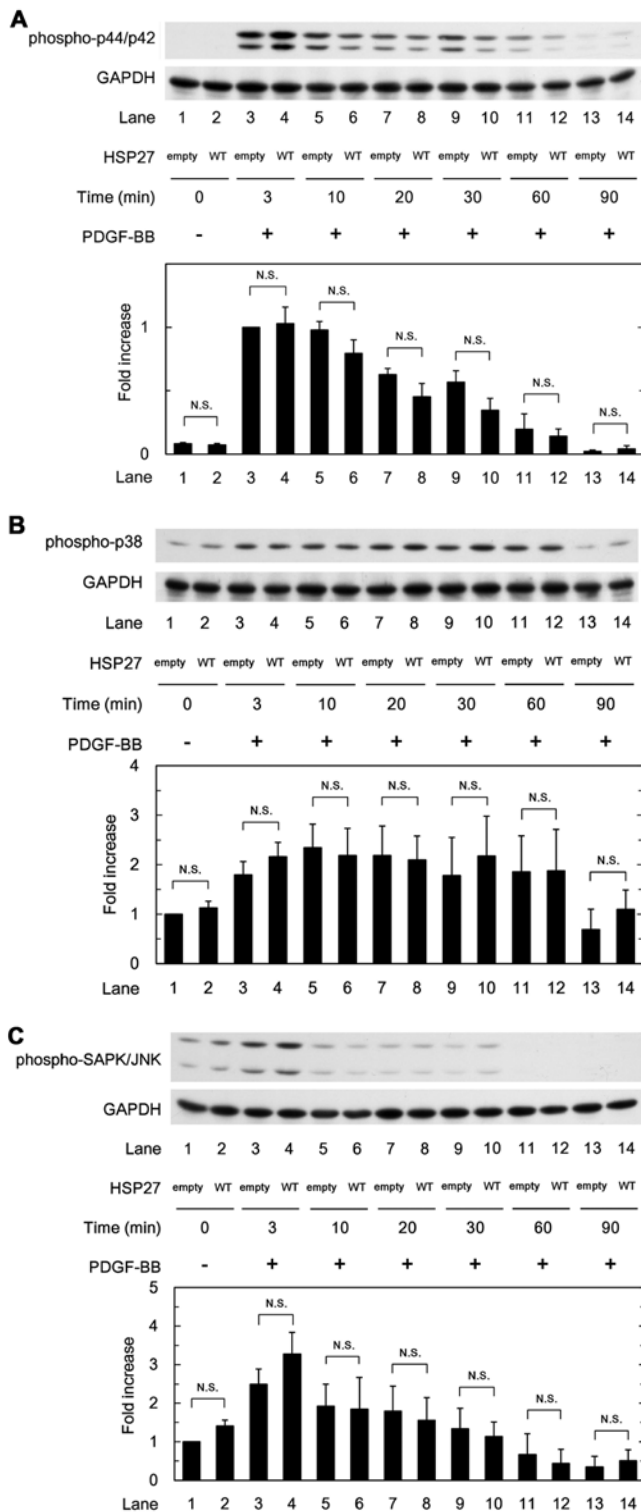 A
phospho-p44/p42
GAPDH
Lane 1 2 3 4 5 6 7 8 9 10 11 12 13 14
HSP27 empty WT empty WT empty WT empty WT empty WT empty WT empty WT
Time (min) 0 3 10 20 30 60 90
PDGF-BB - + + + + + +
Fold increase
1
0
N.S. N.S. N.S. N.S. N.S. N.S. N.S.
Lane 1 2 3 4 5 6 7 8 9 10 11 12 13 14
B
phospho-p38
GAPDH
Lane 1 2 3 4 5 6 7 8 9 10 11 12 13 14
HSP27 empty WT empty WT empty WT empty WT empty WT empty WT empty WT
Time (min) 0 3 10 20 30 60 90
PDGF-BB - + + + + + +
Fold increase
4
3
2
1
0
N.S. N.S. N.S. N.S. N.S. N.S. N.S.
Lane 1 2 3 4 5 6 7 8 9 10 11 12 13 14
C
phospho-SAPK/JNK
GAPDH
Lane 1 2 3 4 5 6 7 8 9 10 11 12 13 14
HSP27 empty WT empty WT empty WT empty WT empty WT empty WT empty WT
Time (min) 0 3 10 20 30 60 90
PDGF-BB - + + + + + +
Fold increase
5
4
3
2
1
0
N.S. N.S. N.S. N.S. N.S. N.S. N.S.
Lane 1 2 3 4 5 6 7 8 9 10 11 12 13 14